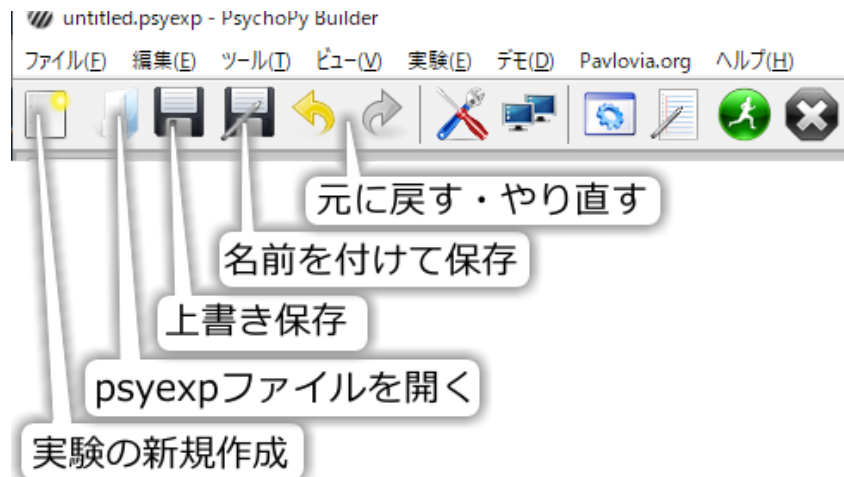 untitled.psyexp - PsychoPy Builder
ファイル(F) 編集(E) ツール(T) ビュー(V) 実験(E) デモ(D) Pavlovia.org ヘルプ(H)
元に戻す・やり直す
名前を付けて保存
上書き保存
psyexpファイルを開く
実験の新規作成